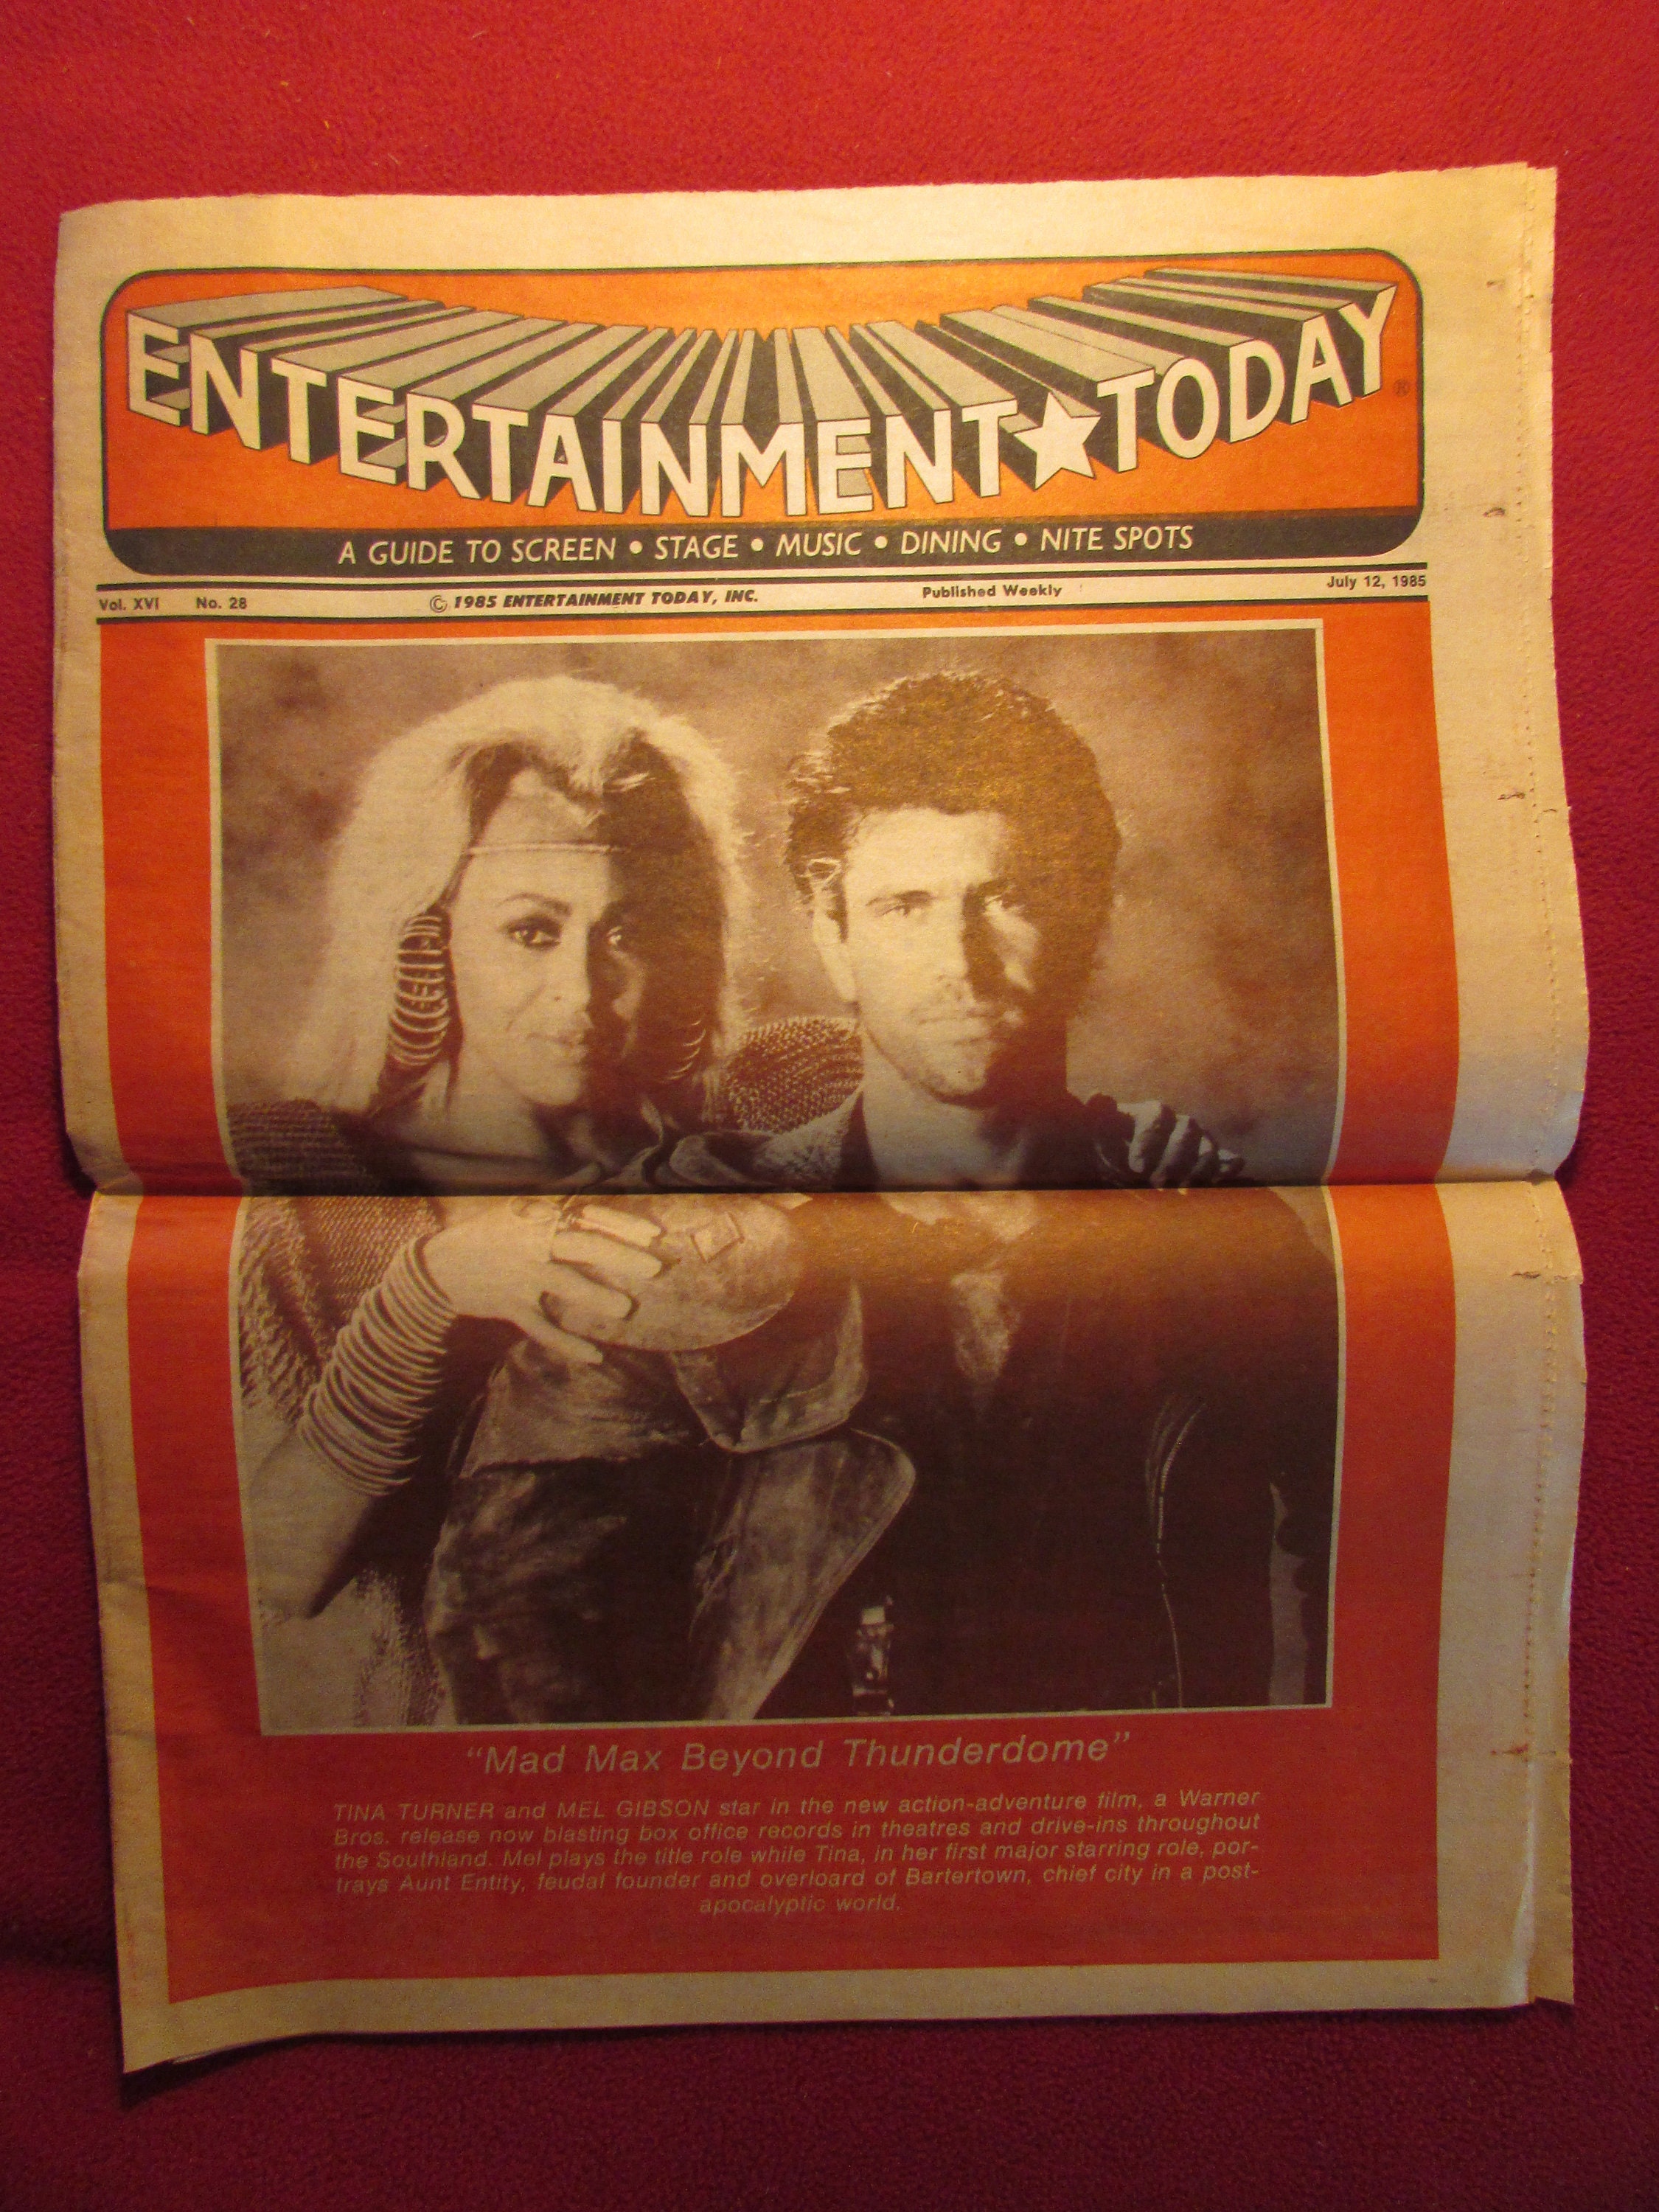 ENTERTAINMENT★TODAY®
A GUIDE TO SCREEN • STAGE • MUSIC • DINING • NITE SPOTS
Vol. XVI No. 28 © 1985 ENTERTAINMENT TODAY, INC. Published Weekly July 12, 1985
“Mad Max Beyond Thunderdome”
TINA TURNER and MEL GIBSON star in the new action-adventure film, a Warner
Bros. release now blasting box office records in theatres and drive-ins throughout
the Southland. Mel plays the title role while Tina, in her first major starring role, por-
trays Aunt Entity, feudal founder and overloard of Bartertown, chief city in a post-
apocalyptic world.